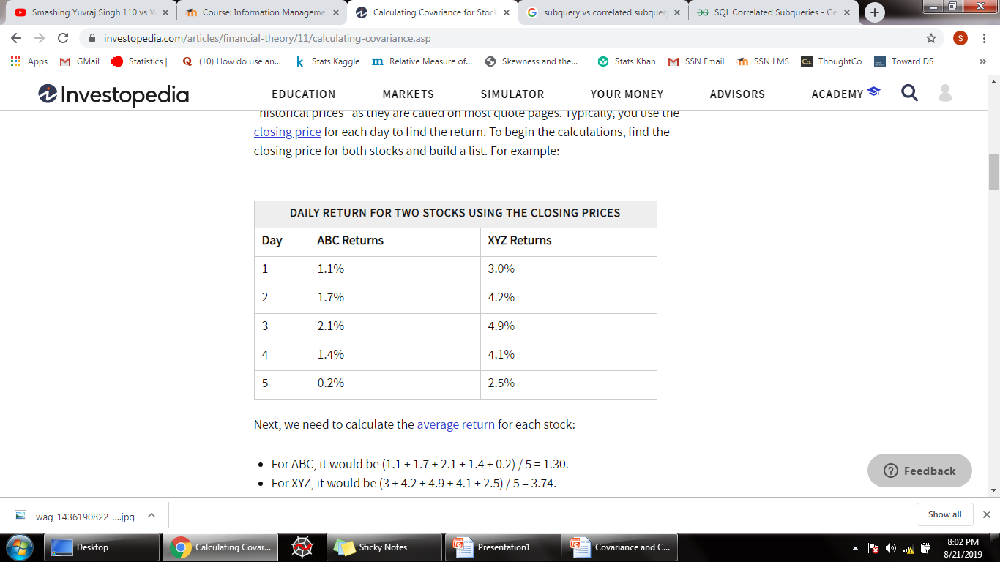 Smashing Yuvraj Singh 110 vs W
Course: Information Manageme
Calculating Covariance for Stock
subquery vs correlated subquer
SQL Correlated Subqueries - Ge
investopedia.com/articles/financial-theory/11/calculating-covariance.asp
S
Apps GMail Statistics | (10) How do use an... Stats Kaggle Relative Measure of... Skewness and the... Stats Khan SSN Email SSN LMS ThoughtCo Toward DS »
Investopedia EDUCATION MARKETS SIMULATOR YOUR MONEY ADVISORS ACADEMY
"historical prices" as they are called on most quote pages. Typically, you use the
closing price for each day to find the return. To begin the calculations, find the
closing price for both stocks and build a list. For example:
DAILY RETURN FOR TWO STOCKS USING THE CLOSING PRICES
Day ABC Returns XYZ Returns
1 1.1% 3.0%
2 1.7% 4.2%
3 2.1% 4.9%
4 1.4% 4.1%
5 0.2% 2.5%
Next, we need to calculate the average return for each stock:
• For ABC, it would be (1.1 + 1.7 + 2.1 + 1.4 + 0.2) / 5 = 1.30.
• For XYZ, it would be (3 + 4.2 + 4.9 + 4.1 + 2.5) / 5 = 3.74.
Feedback
wag-1436190822-....jpg
Show all
Desktop
Calculating Covar...
Sticky Notes
Presentation1
Covariance and C...
8:02 PM
8/21/2019